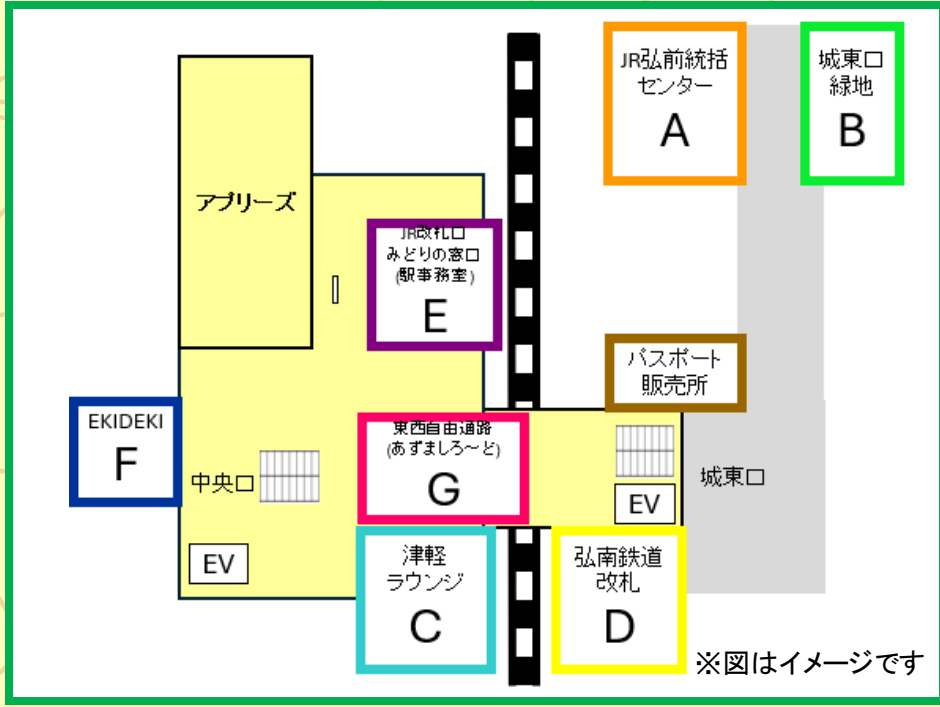 JR弘前統括
センター
A
城東口
緑地
B
アプリーズ
JR改札口
みどりの窓口
(駅事務室)
E
パスポート
販売所
EKIDEKI
F
中央口
東西自由通路
(あずましろ~ど)
G
EV
城東口
EV
津軽
ラウンジ
C
弘南鉄道
改札
D
※図はイメージです